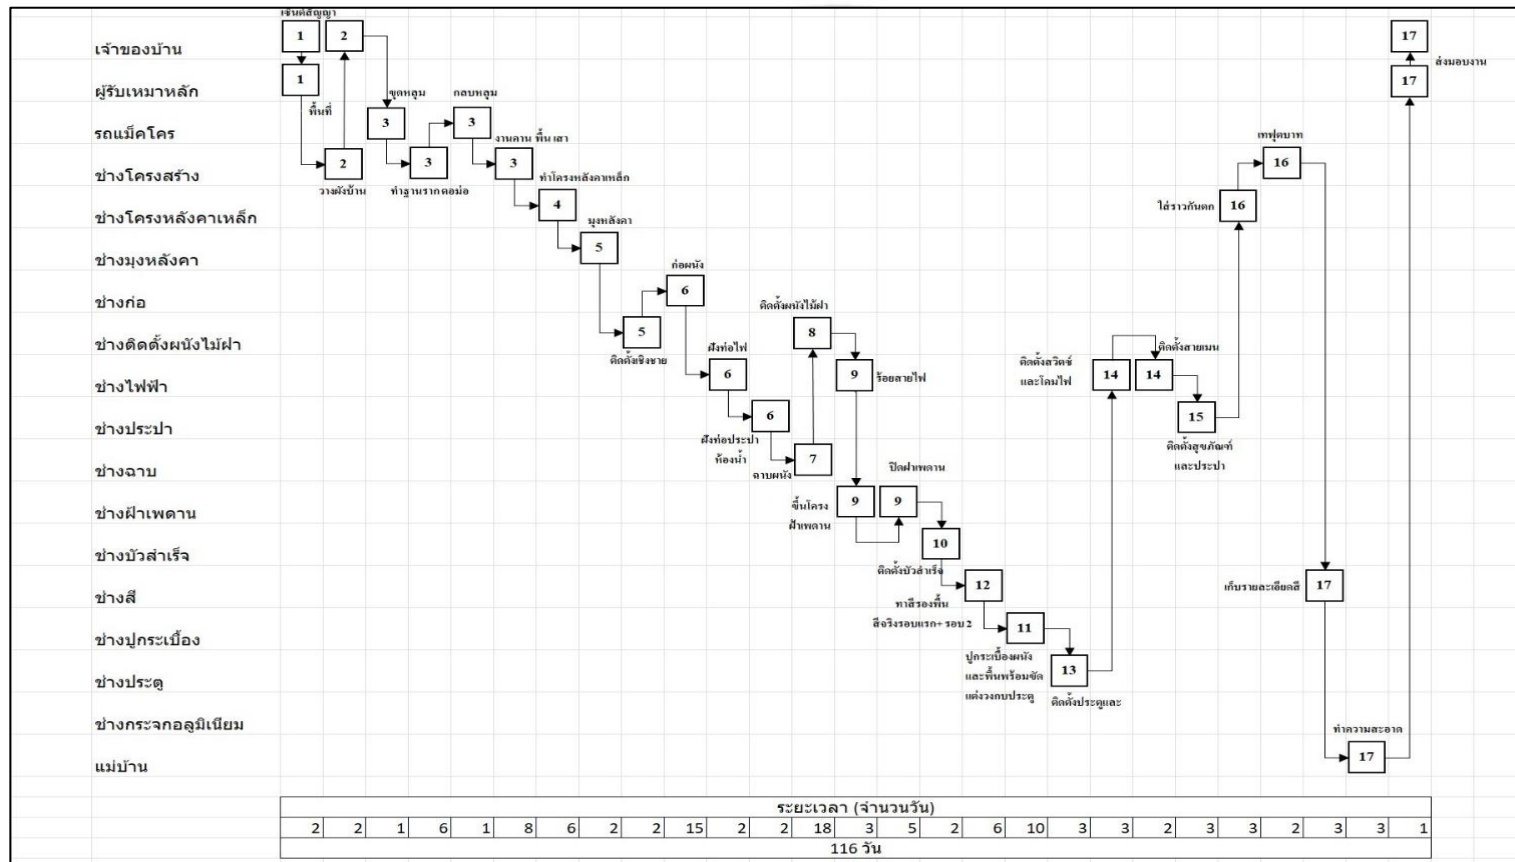 เซ็นต์สัญญา
เจ้าของบ้าน
1
2
17
ส่งมอบงาน
ผู้รับเหมาหลัก
1
17
พื้นที่
ขุดหลุม
กลบหลุม
รถแม็คโคร
3
3
งานคาน พื้น เสา
เทฟุตบาท
ช่างโครงสร้าง
2
3
3
16
วางผังบ้าน
ทำฐานราก ตอม่อ
ทำโครงหลังคาเหล็ก
ช่างโครงหลังคาเหล็ก
4
ใส่ราวกันตก
16
มุงหลังคา
ช่างมุงหลังคา
5
ก่อผนัง
ช่างก่อ
6
ติดตั้งผนังไม้ฝา
ช่างติดตั้งผนังไม้ฝา
5
8
ติดตั้งเชิงชาย
ฝังท่อไฟ
ติดตั้งสวิตซ์
และโคมไฟ
ติดตั้งสายเมน
ช่างไฟฟ้า
6
9
ร้อยสายไฟ
14
14
ช่างประปา
6
15
ฝังท่อประปา
ห้องน้ำ
ติดตั้งสุขภัณฑ์
และประปา
ช่างฉาบ
7
ฉาบผนัง
ปิดฝาเพดาน
ช่างฝ้าเพดาน
ขึ้นโครง
ฝ้าเพดาน
9
9
ช่างบัวสำเร็จ
10
ติดตั้งบัวสำเร็จ
ช่างสี
12
เก็บรายละเอียดสี
17
ทาสีรองพื้น
สีจริงรอบแรก+ รอบ 2
ช่างปูกระเบื้อง
11
ปูกระเบื้องผนัง
และพื้นพร้อมขัด
แต่งวงกบประตู
ช่างประตู
13
ติดตั้งประตูและ
ช่างกระจกอลูมิเนียม
ทำความสะอาด
แม่บ้าน
17
ระยะเวลา (จำนวนวัน)
2 2 1 6 1 8 6 2 2 15 2 2 18 3 5 2 6 10 3 3 2 3 3 2 3 3 1
116 วัน